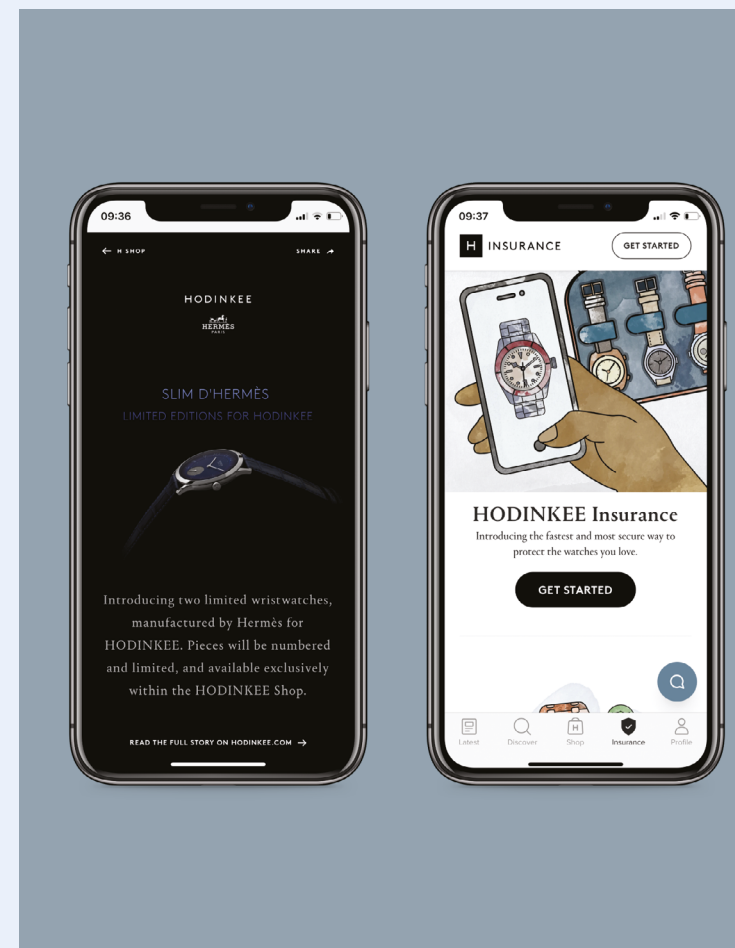 09:36
H SHOP
SHARE
HODINKEE
HERMÈS
PARIS
SLIM D'HERMÈS
LIMITED EDITIONS FOR HODINKEE
Introducing two limited wristwatches,
manufactured by Hermès for
HODINKEE. Pieces will be numbered
and limited, and available exclusively
within the HODINKEE Shop.
READ THE FULL STORY ON HODINKEE.COM
09:37
H INSURANCE
GET STARTED
HODINKEE Insurance
Introducing the fastest and most secure way to
protect the watches you love.
GET STARTED
H
Latest
Discover
Shop
Insurance
Profile